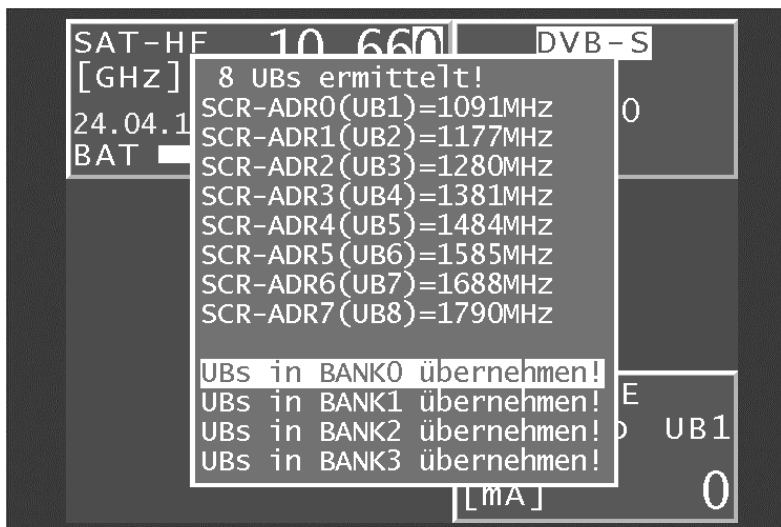 SAT-HF 10 660
DVB-S
[GHz]
24.04.1
0
BAT
8 UBs ermittelt!
SCR-ADR0(UB1)=1091MHz
SCR-ADR1(UB2)=1177MHz
SCR-ADR2(UB3)=1280MHz
SCR-ADR3(UB4)=1381MHz
SCR-ADR4(UB5)=1484MHz
SCR-ADR5(UB6)=1585MHz
SCR-ADR6(UB7)=1688MHz
SCR-ADR7(UB8)=1790MHz
UBs in BANK0 übernehmen!
UBs in BANK1 übernehmen!
UBs in BANK2 übernehmen!
UBs in BANK3 übernehmen!
E
UB1
[mA] 0